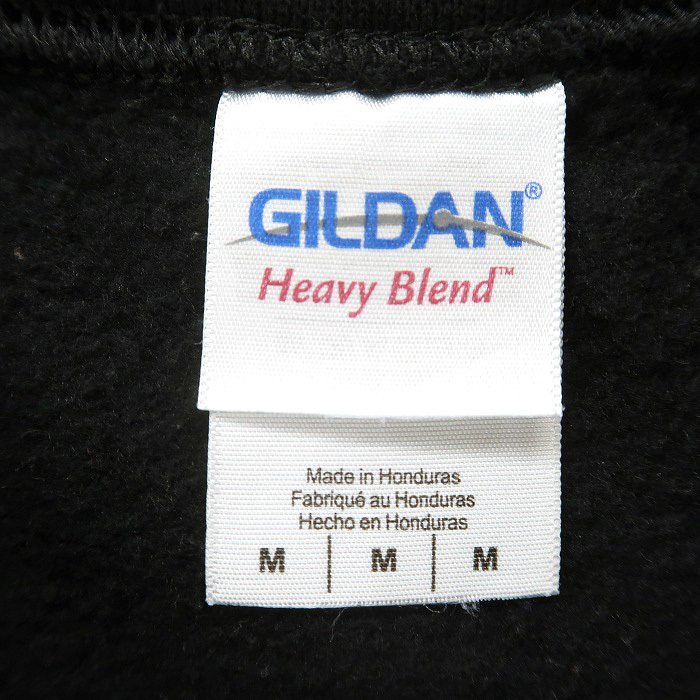 GILDAN®
Heavy Blend™
Made in Honduras
Fabriqué au Honduras
Hecho en Honduras
M | M | M